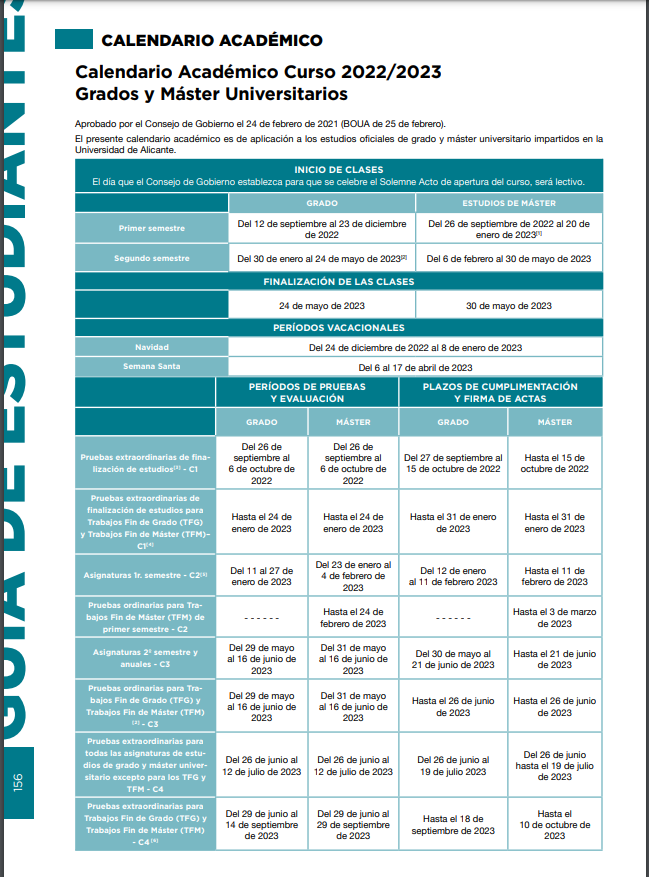 GUÍA DE ESTUDIANTES
156
CALENDARIO ACADÉMICO
Calendario Académico Curso 2022/2023
Grados y Máster Universitarios
Aprobado por el Consejo de Gobierno el 24 de febrero de 2021 (BOUA de 25 de febrero).
El presente calendario académico es de aplicación a los estudios oficiales de grado y máster universitario impartidos en la
Universidad de Alicante.
INICIO DE CLASES
El día que el Consejo de Gobierno establezca para que se celebre el Solemne Acto de apertura del curso, será lectivo.
GRADO
ESTUDIOS DE MÁSTER
Primer semestre
Del 12 de septiembre al 23 de diciembre
de 2022
Del 26 de septiembre de 2022 al 20 de
enero de 2023[1]
Segundo semestre
Del 30 de enero al 24 de mayo de 2023[2]
Del 6 de febrero al 30 de mayo de 2023
FINALIZACIÓN DE LAS CLASES
24 de mayo de 2023
30 de mayo de 2023
PERÍODOS VACACIONALES
Navidad
Del 24 de diciembre de 2022 al 8 de enero de 2023
Semana Santa
Del 6 al 17 de abril de 2023
PERÍODOS DE PRUEBAS
Y EVALUACIÓN
PLAZOS DE CUMPLIMENTACIÓN
Y FIRMA DE ACTAS
GRADO
MÁSTER
GRADO
MÁSTER
Pruebas extraordinarias de fina-
lización de estudios[3] - C1
Del 26 de
septiembre al
6 de octubre de
2022
Del 26 de
septiembre al
6 de octubre de
2022
Del 27 de septiembre al
15 de octubre de 2022
Hasta el 15 de
octubre de 2022
Pruebas extraordinarias de
finalización de estudios para
Trabajos Fin de Grado (TFG)
y Trabajos Fin de Máster (TFM)–
C1[4]
Hasta el 24 de
enero de 2023
Hasta el 24 de
enero de 2023
Hasta el 31 de enero
de 2023
Hasta el 31 de
enero de 2023
Asignaturas 1r. semestre - C2
Del 11 al 27 de
enero de 2023
Del 23 de enero al
4 de febrero de
2023
Del 12 de enero
al 11 de febrero 2023
Hasta el 11 de
febrero de 2023
Pruebas ordinarias para Tra-
bajos Fin de Máster (TFM) de
primer semestre - C2
- - - - - -
Hasta el 24 de
febrero de 2023
- - - - - -
Hasta el 3 de marzo
de 2023
Asignaturas 2º semestre y
anuales - C3
Del 29 de mayo
al 16 de junio de
2023
Del 31 de mayo
al 16 de junio de
2023
Del 30 de mayo al
21 de junio de 2023
Hasta el 21 de junio
de 2023
Pruebas ordinarias para Tra-
bajos Fin de Grado (TFG) y
Trabajos Fin de Máster (TFM)
- C3
Del 29 de mayo
al 16 de junio de
2023
Del 31 de mayo
al 16 de junio de
2023
Hasta el 26 de junio
de 2023
Hasta el 26 de junio
de 2023
Pruebas extraordinarias para
todas las asignaturas de estu-
dios de grado y máster univer-
sitario excepto para los TFG y
TFM - C4
Del 26 de junio al
12 de julio de 2023
Del 26 de junio al
12 de julio de 2023
Del 26 de junio al
19 de julio de 2023
Del 26 de junio
hasta el 19 de julio
de 2023
Pruebas extraordinarias para
Trabajos Fin de Grado (TFG) y
Trabajos Fin de Máster (TFM)
- C4
Del 29 de junio al
14 de septiembre
de 2023
Del 29 de junio al
29 de septiembre
de 2023
Hasta el 18 de
septiembre de 2023
Hasta el
10 de octubre de
2023